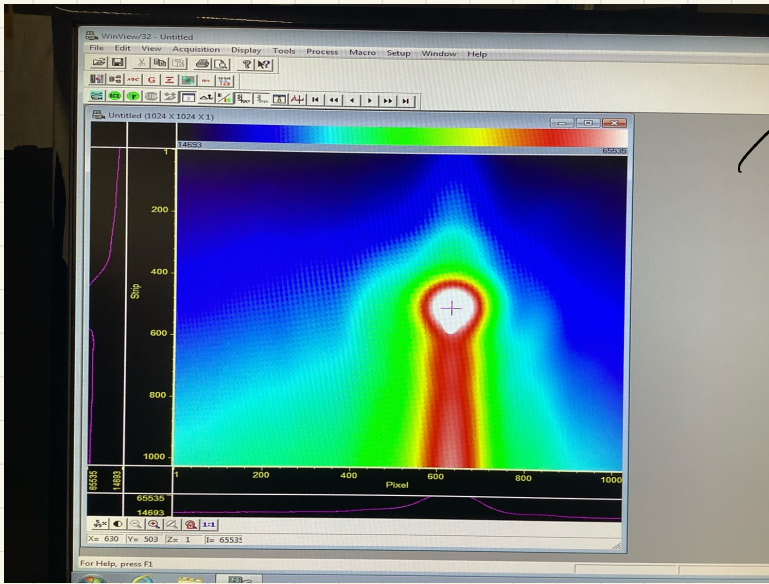 WinView/32 - Untitled
File Edit View Acquisition Display Tools Process Macro Setup Window Help
ABC G
Untitled (1024 X 1024 X 1)
14693 65535
1
200
400
Strip
600
800
1000
1 200 400 600 800 1000
Pixel
65535
14693
65535
14693
1:1
X= 630 Y= 503 Z= 1 I= 65535
For Help, press F1